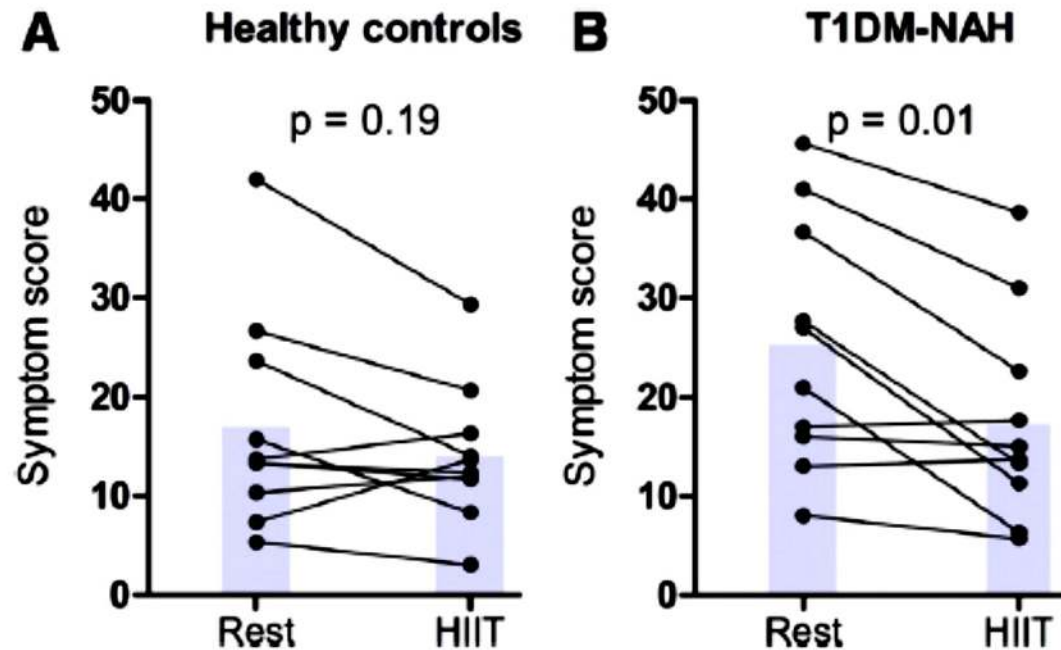 A Healthy controls
p = 0.19
Symptom score
50
40
30
20
10
0
Rest HIIT
B T1DM-NAH
p = 0.01
Symptom score
50
40
30
20
10
0
Rest HIIT